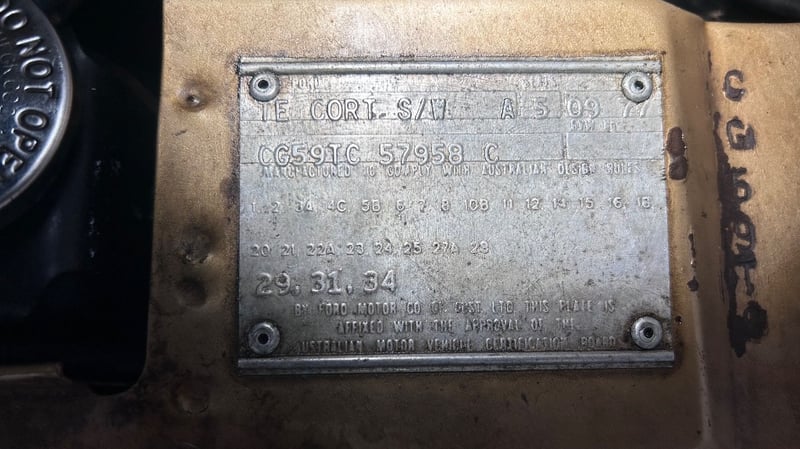 DO NOT OPE
FORD
TE CORT S/W A 5 09 77
CG59TC 57958 C
MANUFACTURED TO COMPLY WITH AUSTRALIAN DESIGN RULES
1 2 3A 4C 5B 6 7 8 10B 11 12 14 15 16 18
20 21 22A 23 24 25 27A 28
29.31.34
BY FORD MOTOR CO OF AUST LTD THIS PLATE IS
AFFIXED WITH THE APPROVAL OF THE
AUSTRALIAN MOTOR VEHICLE CERTIFICATION BOARD